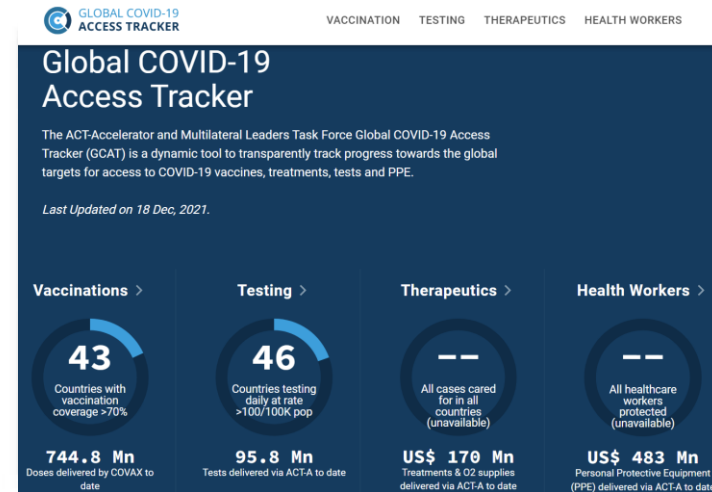 GLOBAL COVID-19
ACCESS TRACKER
VACCINATION TESTING THERAPEUTICS HEALTH WORKERS
Global COVID-19
Access Tracker
The ACT-Accelerator and Multilateral Leaders Task Force Global COVID-19 Access
Tracker (GCAT) is a dynamic tool to transparently track progress towards the global
targets for access to COVID-19 vaccines, treatments, tests and PPE.
Last Updated on 18 Dec, 2021.
Vaccinations >
43
Countries with
vaccination
coverage >70%
744.8 Mn
Doses delivered by COVAX to
date
Testing >
46
Countries testing
daily at rate
>100/100K pop
95.8 Mn
Tests delivered via ACT-A to date
Therapeutics >
--
All cases cared
for in all
countries
(unavailable)
US$ 170 Mn
Treatments & O2 supplies
delivered via ACT-A to date
Health Workers >
--
All healthcare
workers
protected
(unavailable)
US$ 483 Mn
Personal Protective Equipment
(PPE) delivered via ACT-A to date